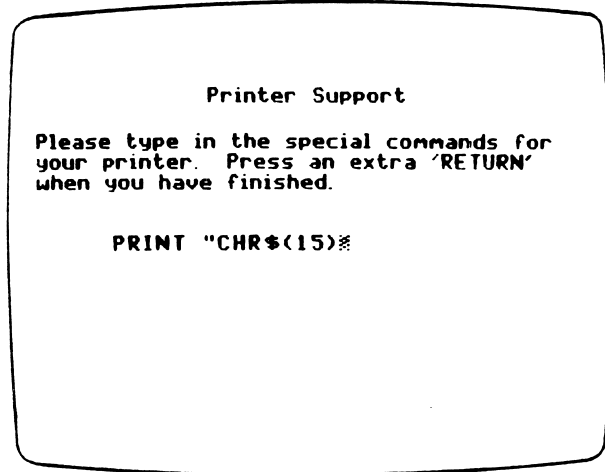 Printer Support
Please type in the special commands for
your printer. Press an extra 'RETURN'
when you have finished.
PRINT "CHR$(15)